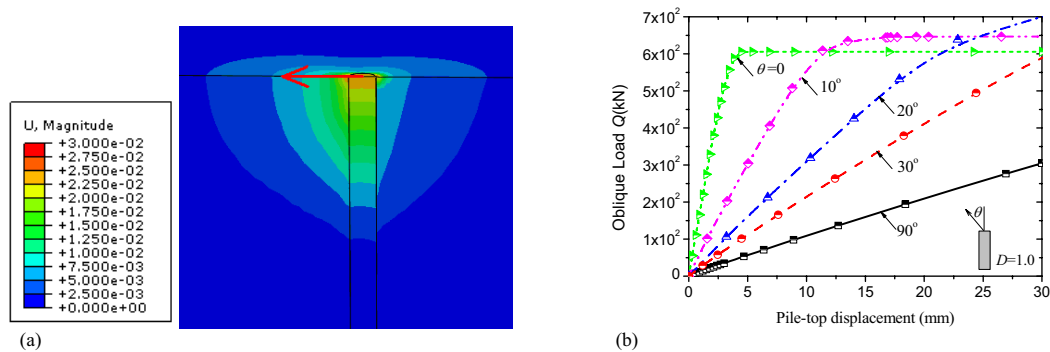 U, Magnitude
+3.000e-02
+2.750e-02
+2.500e-02
+2.250e-02
+2.000e-02
+1.750e-02
+1.500e-02
+1.250e-02
+1.000e-02
+7.500e-03
+5.000e-03
+2.500e-03
+0.000e+00
(a)
Oblique Load Q(kN)
7x10²
6x10²
5x10²
4x10²
3x10²
2x10²
1x10²
0
θ=0
10°
20°
30°
90°
θ
D=1.0
0 5 10 15 20 25 30
Pile-top displacement (mm)
(b)